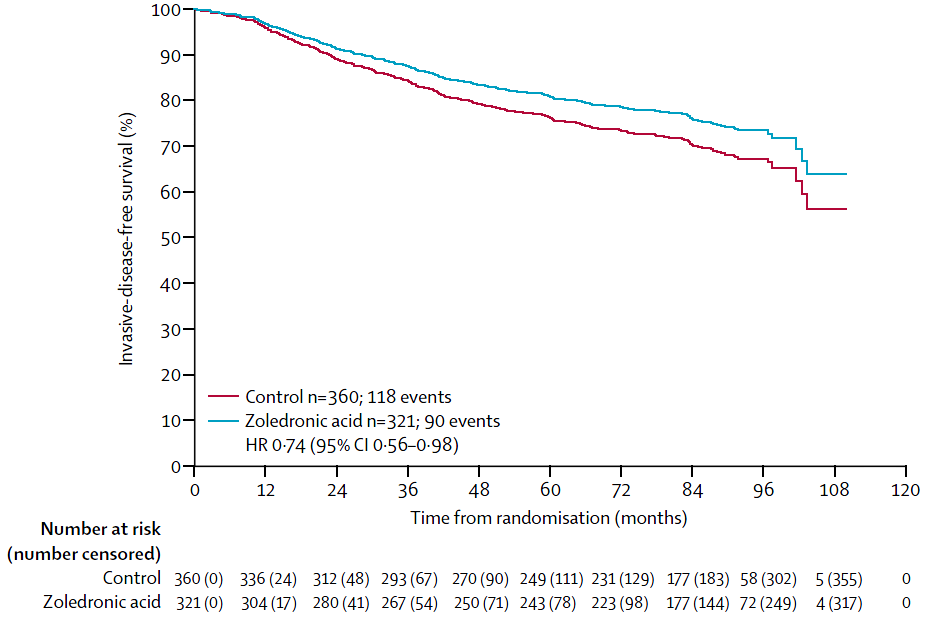 Invasive-disease-free survival (%)
100
90
80
70
60
50
40
30
20
10
0
Control n=360; 118 events
Zoledronic acid n=321; 90 events
HR 0·74 (95% CI 0·56–0·98)
0 12 24 36 48 60 72 84 96 108 120
Time from randomisation (months)
Number at risk
(number censored)
Control 360 (0) 336 (24) 312 (48) 293 (67) 270 (90) 249 (111) 231 (129) 177 (183) 58 (302) 5 (355) 0
Zoledronic acid 321 (0) 304 (17) 280 (41) 267 (54) 250 (71) 243 (78) 223 (98) 177 (144) 72 (249) 4 (317) 0